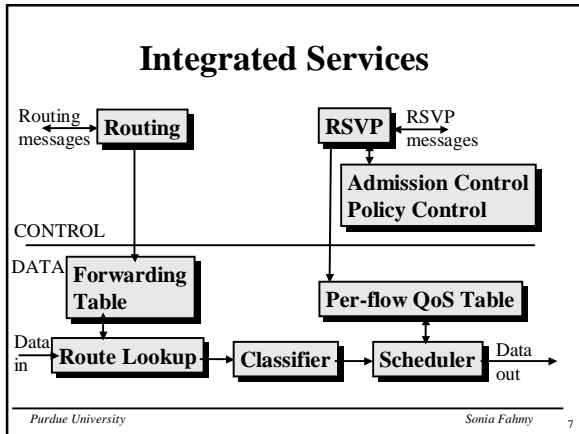 Integrated Services
Routing
messages
Routing
RSVP
RSVP
messages
Admission Control
Policy Control
CONTROL
DATA
Forwarding
Table
Per-flow QoS Table
Data
in
Route Lookup
Classifier
Scheduler
Data
out
Purdue University
Sonia Fahmy
7